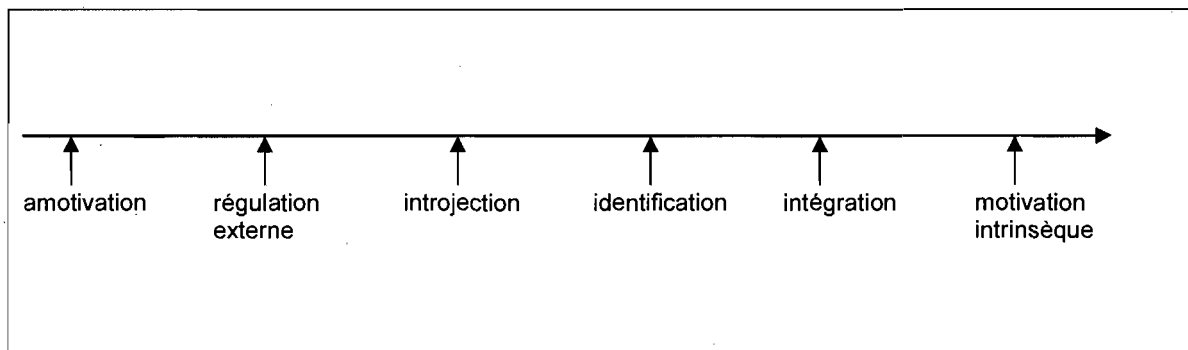 amotivation
régulation
externe
introjection
identification
intégration
motivation
intrinsèque